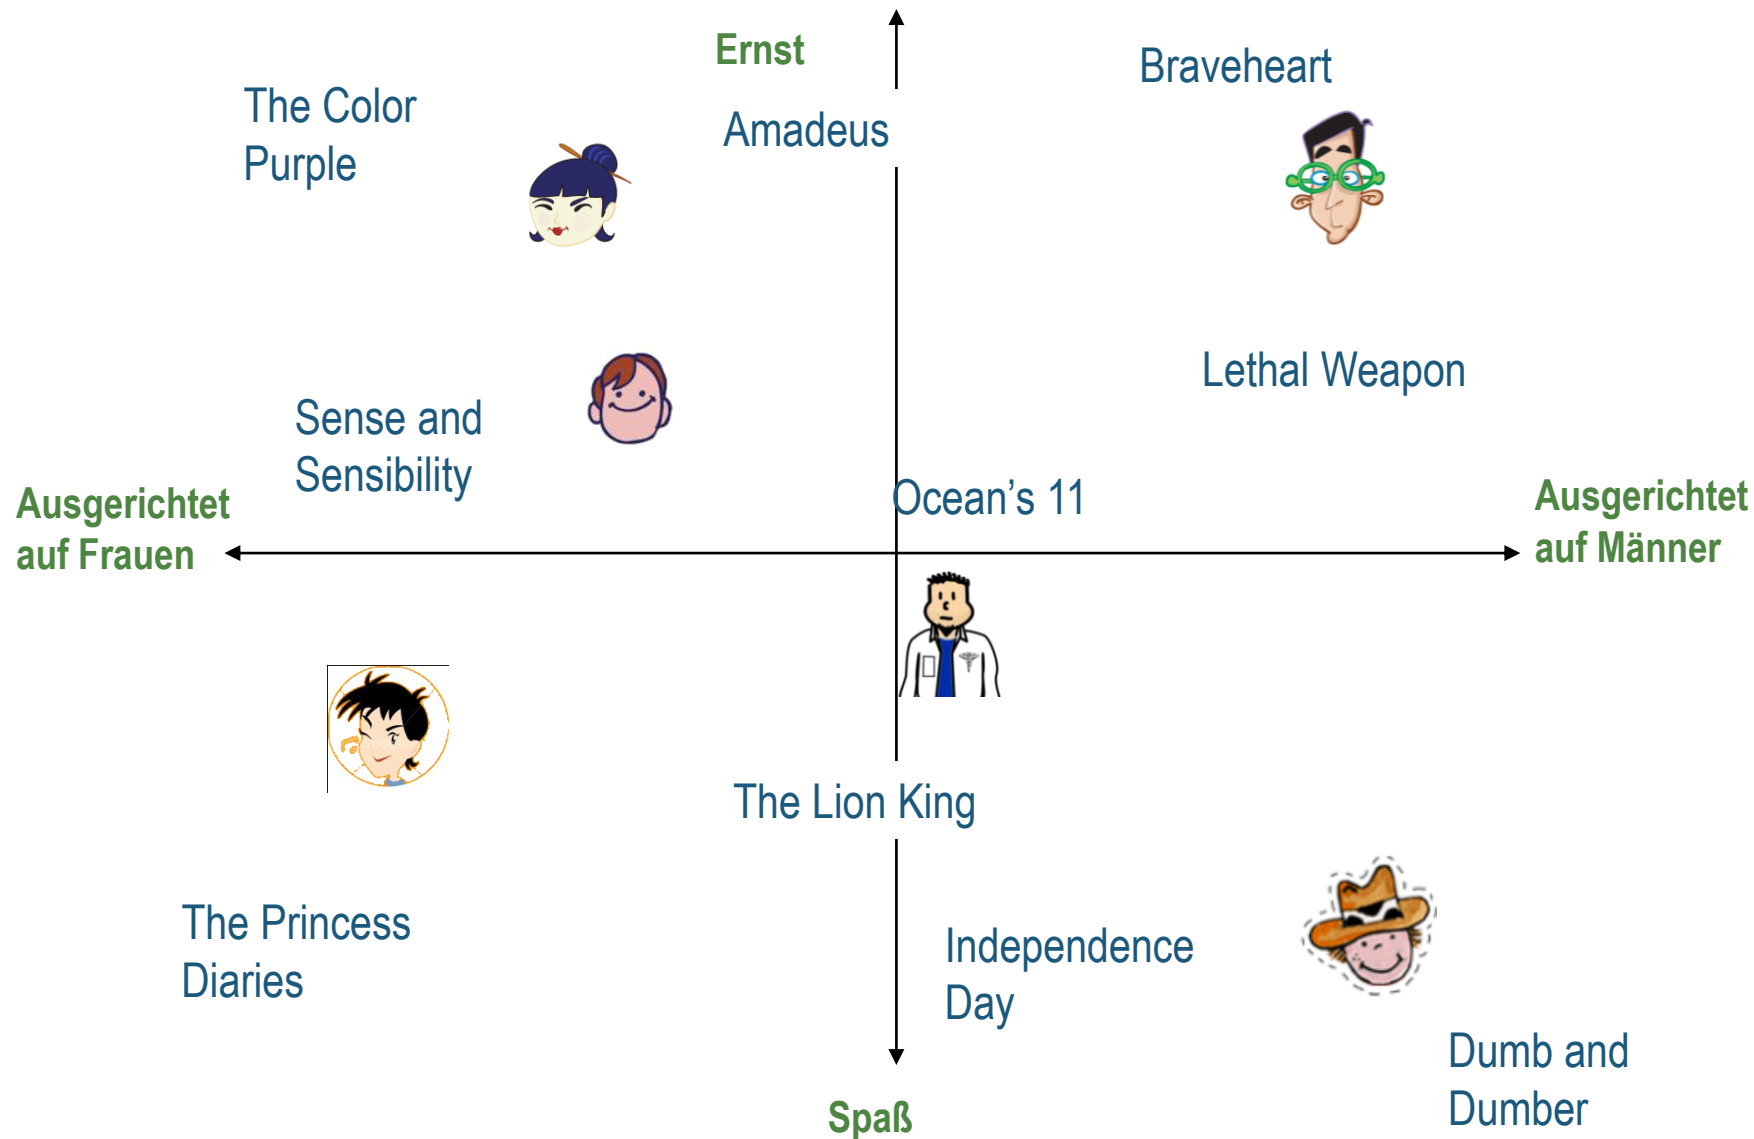 Ernst
Braveheart
The Color
Purple
Amadeus
Lethal Weapon
Sense and
Sensibility
Ausgerichtet
auf Frauen
Ocean's 11
Ausgerichtet
auf Männer
The Lion King
The Princess
Diaries
Independence
Day
Dumb and
Dumber
Spaß